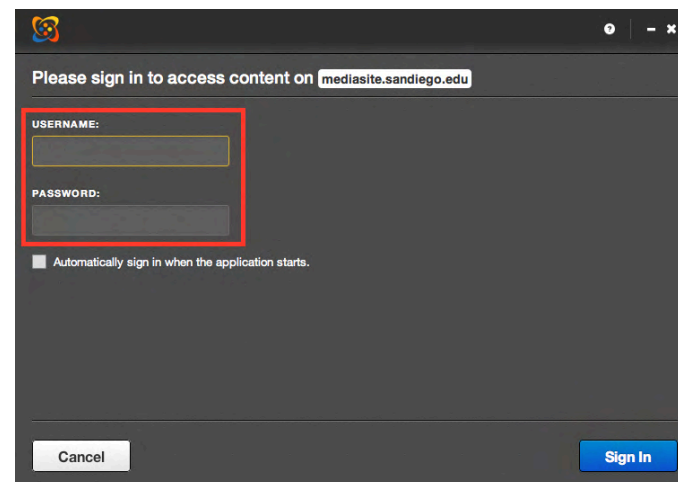 Please sign in to access content on mediasite.sandiego.edu
USERNAME:
PASSWORD:
Automatically sign in when the application starts.
Cancel
Sign In